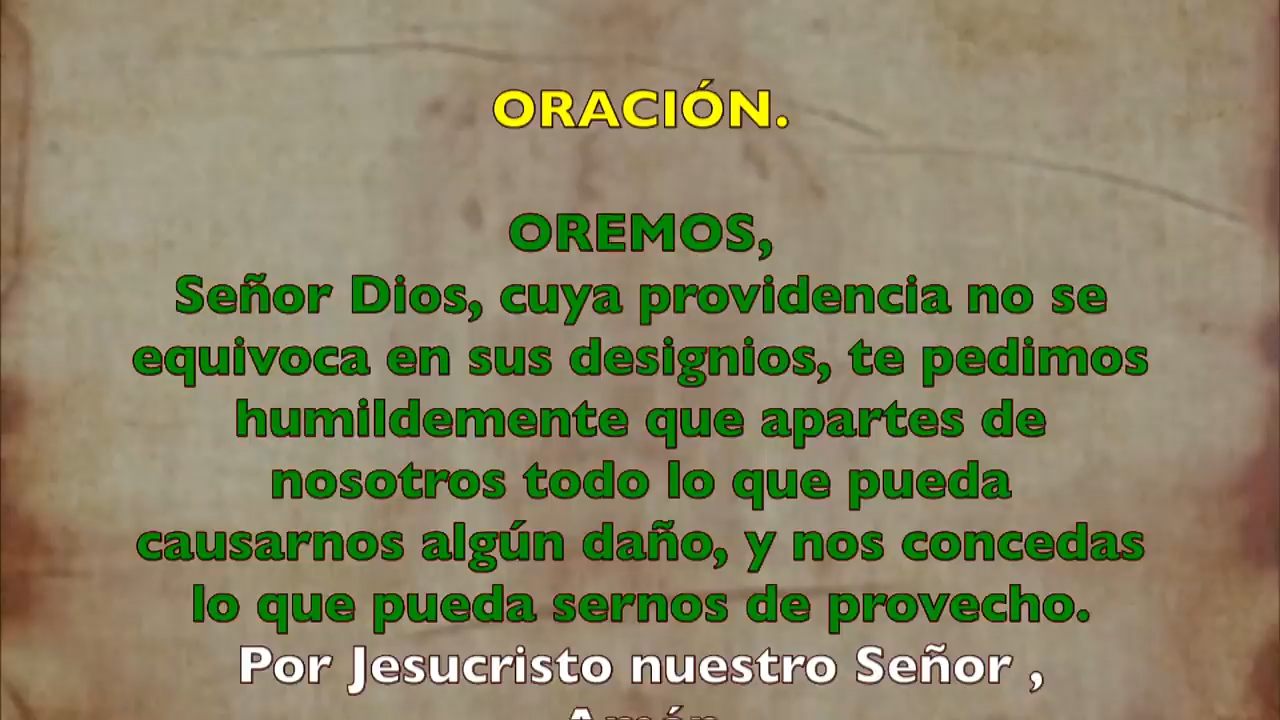 ORACIÓN.
OREMOS,
Señor Dios, cuya providencia no se
equivoca en sus designios, te pedimos
humildemente que apartes de
nosotros todo lo que pueda
causarnos algún daño, y nos concedas
lo que pueda sernos de provecho.
Por Jesucristo nuestro Señor ,
Amén